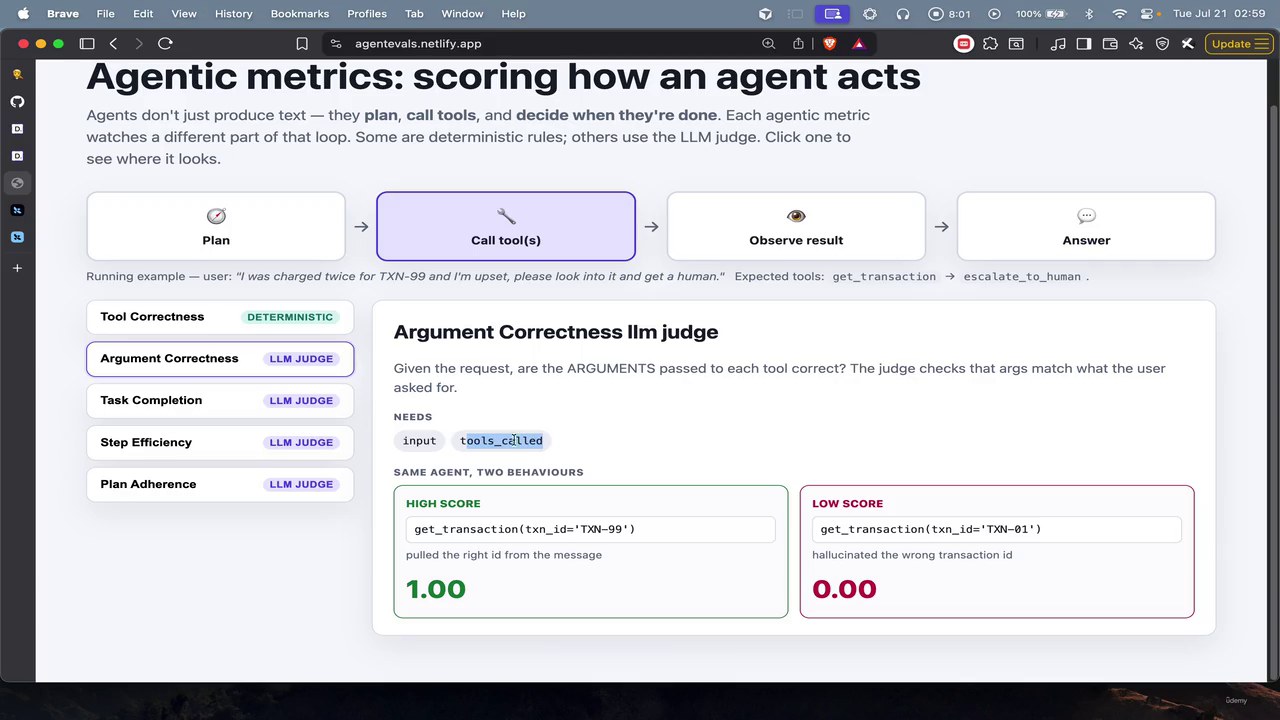 Brave File Edit View History Bookmarks Profiles Tab Window Help 8:01 100% Tue Jul 21 02:59
agentevals.netlify.app Update
Agentic metrics: scoring how an agent acts
Agents don't just produce text — they plan, call tools, and decide when they're done. Each agentic metric
watches a different part of that loop. Some are deterministic rules; others use the LLM judge. Click one to
see where it looks.
Plan
Call tool(s)
Observe result
Answer
Running example — user: "I was charged twice for TXN-99 and I'm upset, please look into it and get a human." Expected tools: get_transaction → escalate_to_human .
Tool Correctness DETERMINISTIC
Argument Correctness LLM JUDGE
Task Completion LLM JUDGE
Step Efficiency LLM JUDGE
Plan Adherence LLM JUDGE
Argument Correctness llm judge
Given the request, are the ARGUMENTS passed to each tool correct? The judge checks that args match what the user
asked for.
NEEDS
input tools_called
SAME AGENT, TWO BEHAVIOURS
HIGH SCORE
get_transaction(txn_id='TXN-99')
pulled the right id from the message
1.00
LOW SCORE
get_transaction(txn_id='TXN-01')
hallucinated the wrong transaction id
0.00
udemy